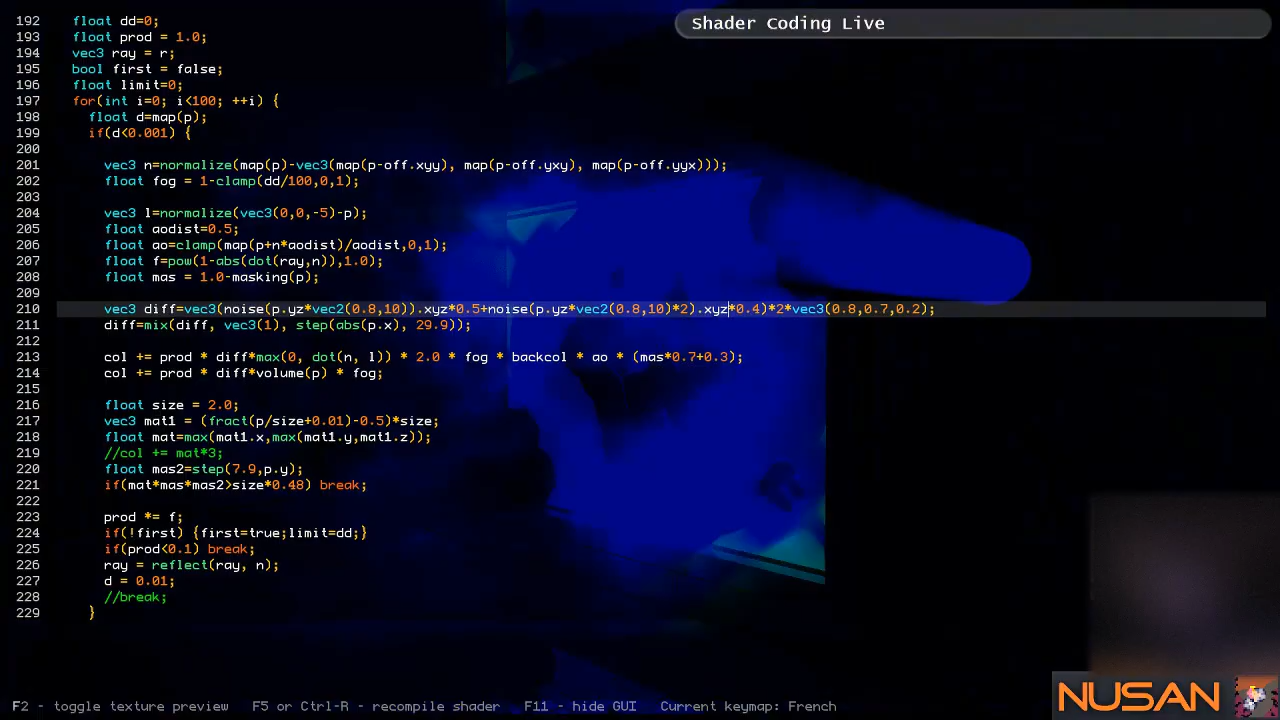 Shader Coding Live
192 float dd=0;
193 float prod = 1.0;
194 vec3 ray = r;
195 bool first = false;
196 float limit=0;
197 for(int i=0; i<100; ++i) {
198 float d=map(p);
199 if(d<0.001) {
200
201 vec3 n=normalize(map(p)-vec3(map(p-off.xyy), map(p-off.yxy), map(p-off.yyx)));
202 float fog = 1-clamp(dd/100,0,1);
203
204 vec3 l=normalize(vec3(0,0,-5)-p);
205 float aodist=0.5;
206 float ao=clamp(map(p+n*aodist)/aodist,0,1);
207 float f=pow(1-abs(dot(ray,n)),1.0);
208 float mas = 1.0-masking(p);
209
210 vec3 diff=vec3(noise(p.yz*vec2(0.8,10)).xyz*0.5+noise(p.yz*vec2(0.8,10)*2).xyz*0.4)*2*vec3(0.8,0.7,0.2);
211 diff=mix(diff, vec3(1), step(abs(p.x), 29.9));
212
213 col += prod * diff*max(0, dot(n, l)) * 2.0 * fog * backcol * ao * (mas*0.7+0.3);
214 col += prod * diff*volume(p) * fog;
215
216 float size = 2.0;
217 vec3 mat1 = (fract(p/size+0.01)-0.5)*size;
218 float mat=max(mat1.x,max(mat1.y,mat1.z));
219 //col += mat*3;
220 float mas2=step(7.9,p.y);
221 if(mat*mas*mas2>size*0.48) break;
222
223 prod *= f;
224 if(!first) {first=true;limit=dd;}
225 if(prod<0.1) break;
226 ray = reflect(ray, n);
227 d = 0.01;
228 //break;
229 }
F2 - toggle texture preview F5 or Ctrl-R - recompile shader F11 - hide GUI Current keymap: French
NUSAN